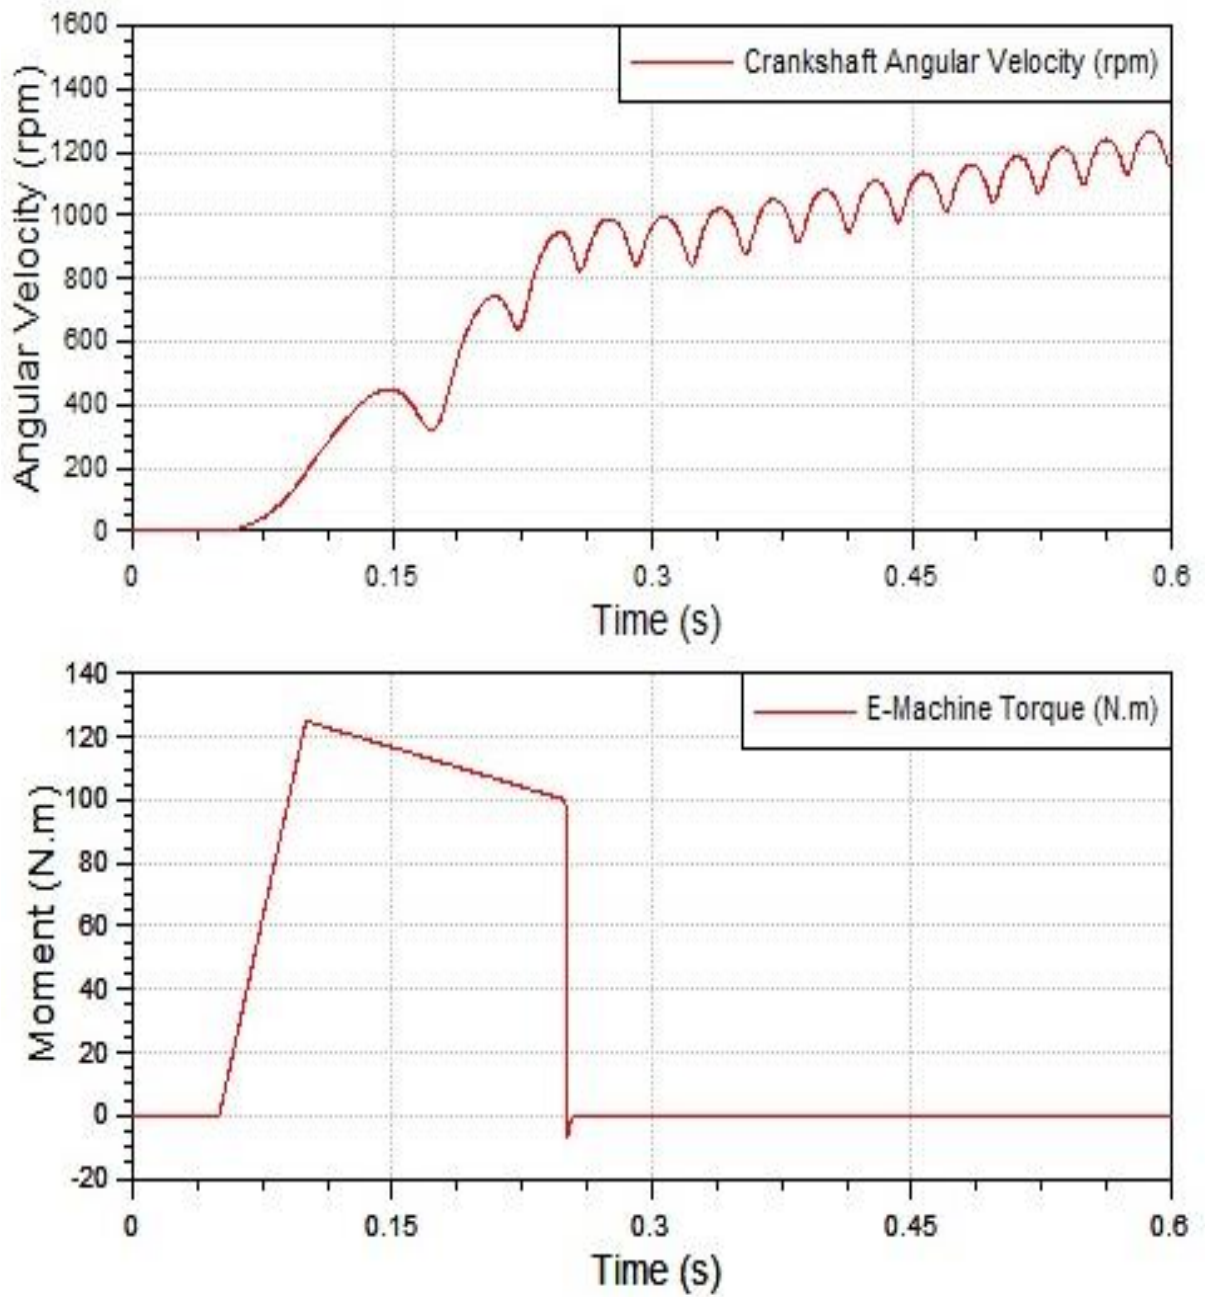 1600
1400
1200
1000
800
600
400
200
0
Angular Velocity (rpm)
Crankshaft Angular Velocity (rpm)
0 0.15 0.3 0.45 0.6
Time (s)
140
120
100
80
60
40
20
0
-20
Moment (N.m)
E-Machine Torque (N.m)
0 0.15 0.3 0.45 0.6
Time (s)